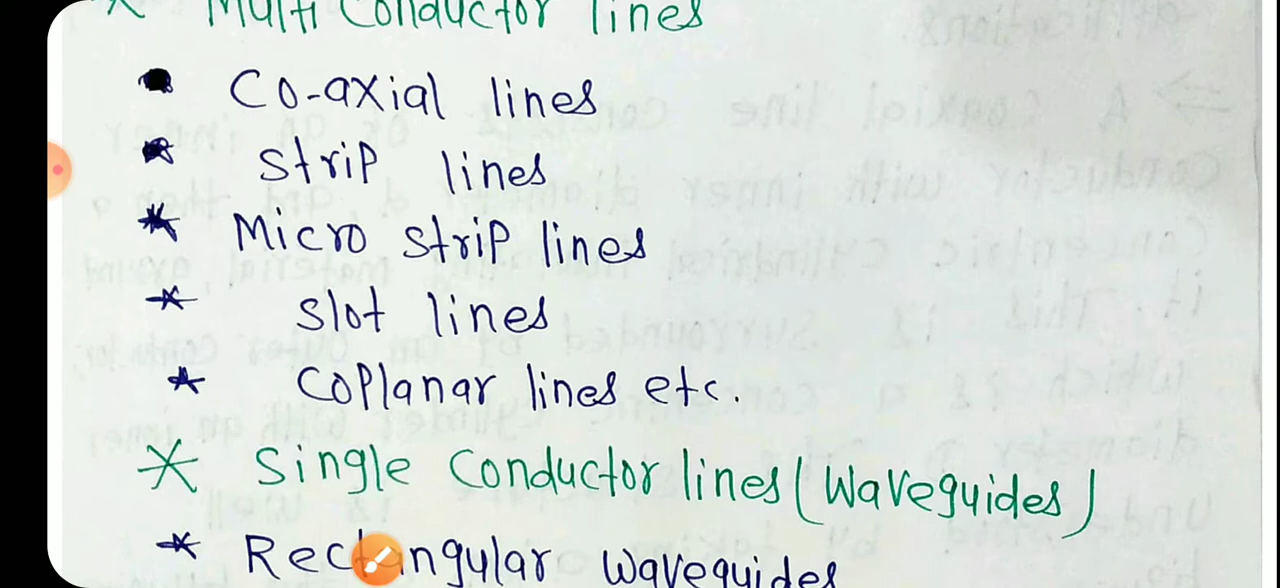 * Multi Conductor lines
• Co-axial lines
* Strip lines
* Micro strip lines
* slot lines
* Coplanar lines etc.
* Single Conductor lines (Waveguides)
* Rectangular waveguides